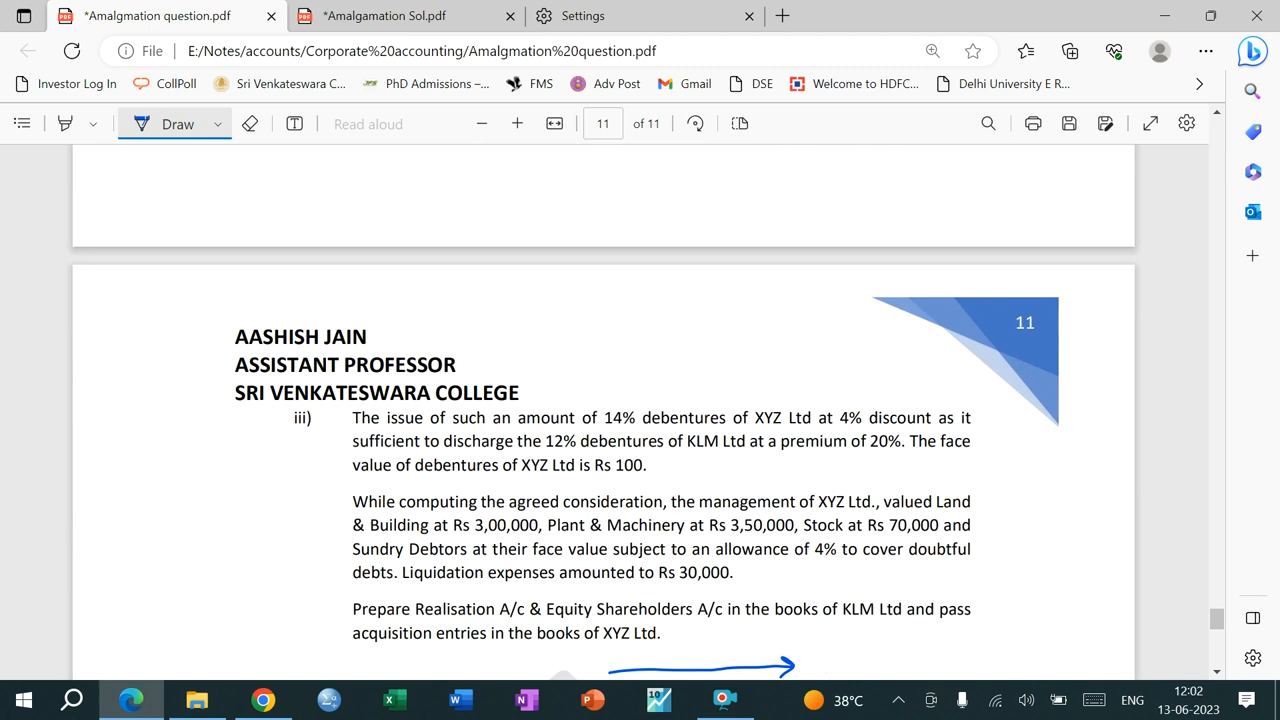 *Amalgmation question.pdf
*Amalgamation Sol.pdf
Settings
File E:/Notes/accounts/Corporate%20accounting/Amalgmation%20question.pdf
Investor Log In CollPoll Sri Venkateswara C... PhD Admissions –... FMS Adv Post Gmail DSE Welcome to HDFC... Delhi University E R...
Draw Read aloud 11 of 11
11
AASHISH JAIN
ASSISTANT PROFESSOR
SRI VENKATESWARA COLLEGE
iii) The issue of such an amount of 14% debentures of XYZ Ltd at 4% discount as it
sufficient to discharge the 12% debentures of KLM Ltd at a premium of 20%. The face
value of debentures of XYZ Ltd is Rs 100.
While computing the agreed consideration, the management of XYZ Ltd., valued Land
& Building at Rs 3,00,000, Plant & Machinery at Rs 3,50,000, Stock at Rs 70,000 and
Sundry Debtors at their face value subject to an allowance of 4% to cover doubtful
debts. Liquidation expenses amounted to Rs 30,000.
Prepare Realisation A/c & Equity Shareholders A/c in the books of KLM Ltd and pass
acquisition entries in the books of XYZ Ltd.
38°C ENG 12:02
13-06-2023